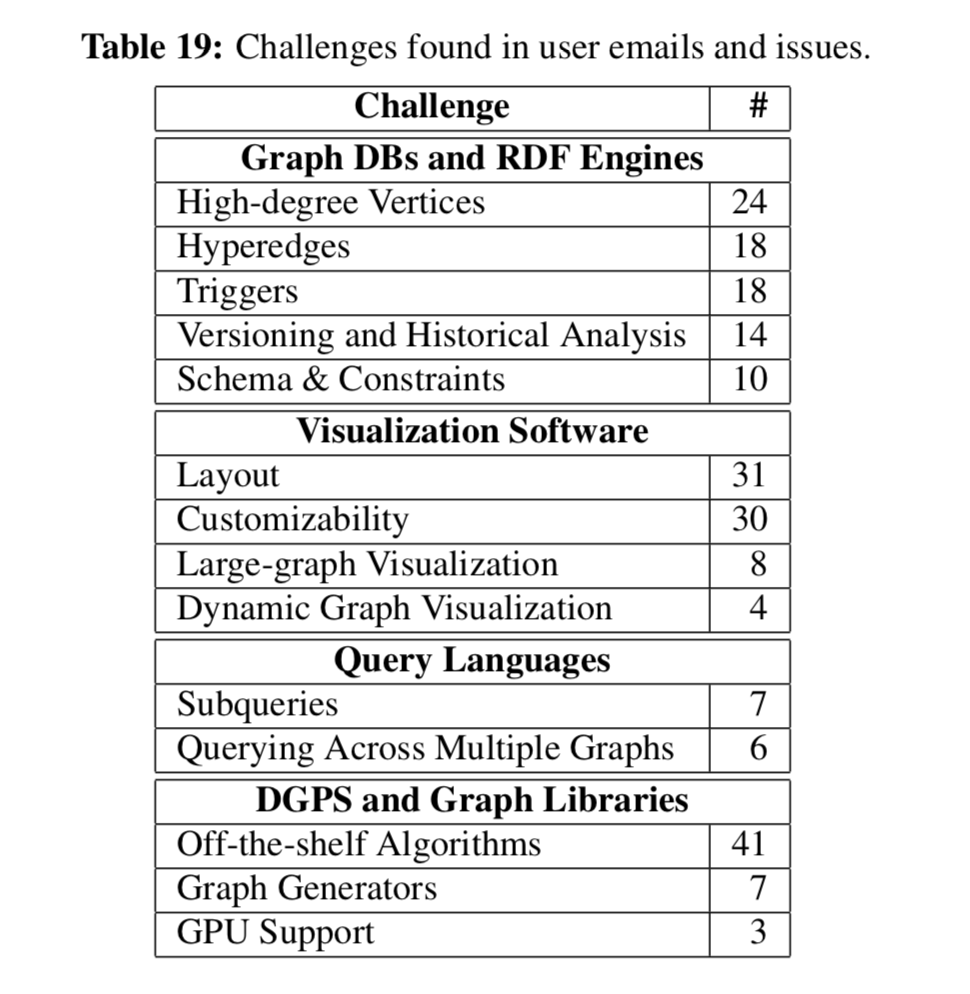 Table 19: Challenges found in user emails and issues.
Challenge #
Graph DBs and RDF Engines
High-degree Vertices 24
Hyperedges 18
Triggers 18
Versioning and Historical Analysis 14
Schema & Constraints 10
Visualization Software
Layout 31
Customizability 30
Large-graph Visualization 8
Dynamic Graph Visualization 4
Query Languages
Subqueries 7
Querying Across Multiple Graphs 6
DGPS and Graph Libraries
Off-the-shelf Algorithms 41
Graph Generators 7
GPU Support 3